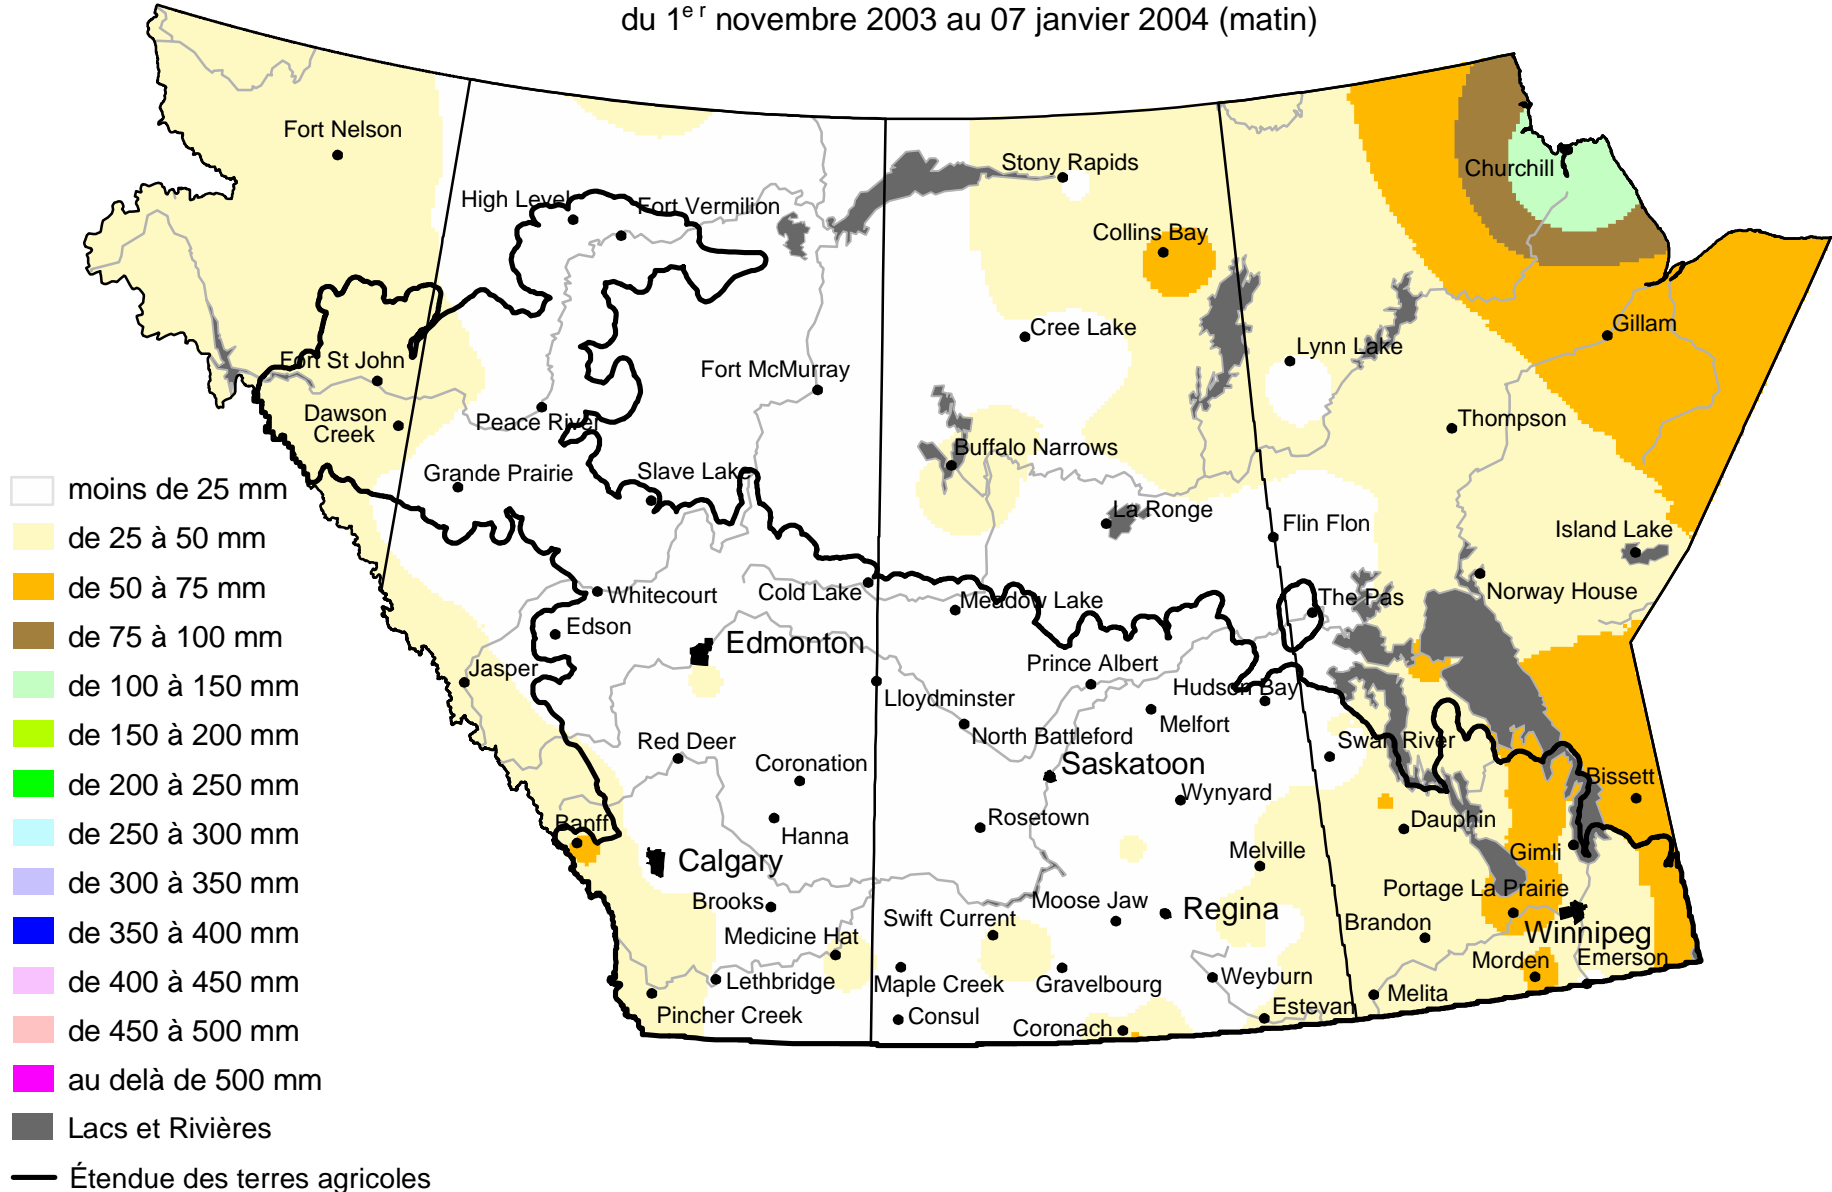 du 1er novembre 2003 au 07 janvier 2004 (matin)
Fort Nelson
Stony Rapids
Churchill
High Level
Fort Vermilion
Collins Bay
Gillam
Cree Lake
Lynn Lake
Fort St John
Fort McMurray
Dawson
Creek
Peace River
Thompson
Buffalo Narrows
Grande Prairie
Slave Lake
La Ronge
Flin Flon
Island Lake
Whitecourt
Cold Lake
Meadow Lake
The Pas
Norway House
Edson
Edmonton
Jasper
Prince Albert
Hudson Bay
Lloydminster
Melfort
North Battleford
Red Deer
Swan River
Coronation
Saskatoon
Bissett
Wynyard
Banff
Hanna
Rosetown
Dauphin
Calgary
Melville
Gimli
Brooks
Moose Jaw
Portage La Prairie
Swift Current
Regina
Brandon
Winnipeg
Medicine Hat
Lethbridge
Maple Creek
Gravelbourg
Weyburn
Morden
Emerson
Pincher Creek
Consul
Coronach
Estevan
Melita
moins de 25 mm
de 25 à 50 mm
de 50 à 75 mm
de 75 à 100 mm
de 100 à 150 mm
de 150 à 200 mm
de 200 à 250 mm
de 250 à 300 mm
de 300 à 350 mm
de 350 à 400 mm
de 400 à 450 mm
de 450 à 500 mm
au delà de 500 mm
Lacs et Rivières
Étendue des terres agricoles